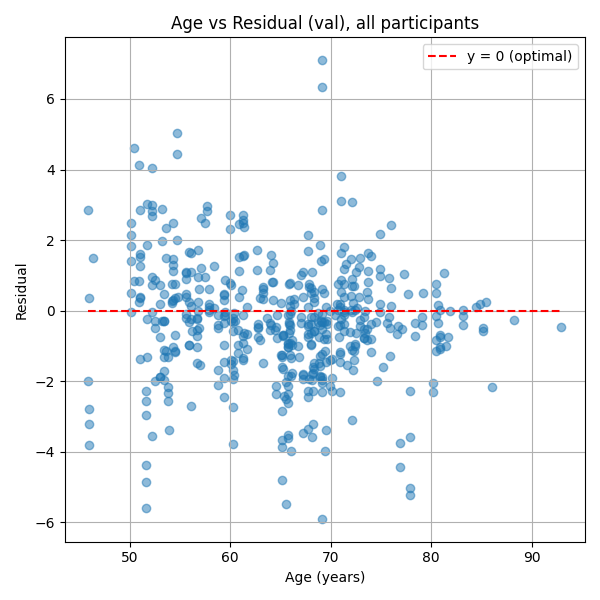 Age vs Residual (val), all participants
y = 0 (optimal)
6
4
2
0
−2
−4
−6
Residual
50 60 70 80 90
Age (years)